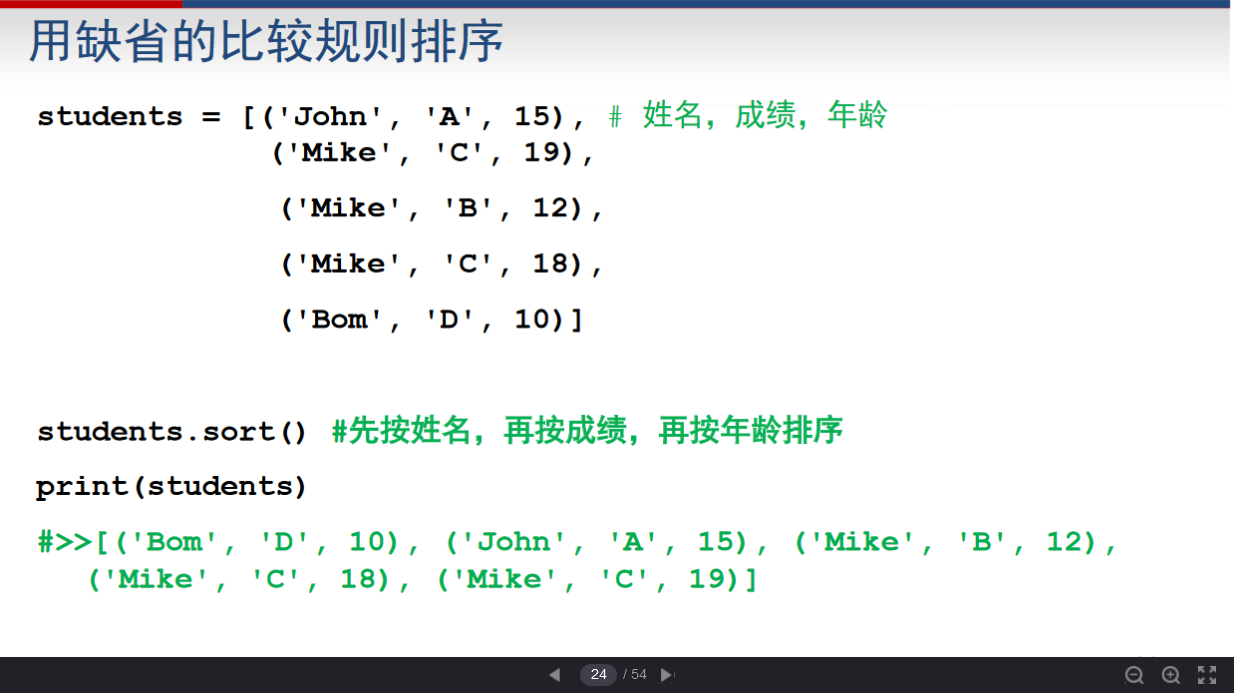 用缺省的比较规则排序
students = [('John', 'A', 15), # 姓名，成绩，年龄
('Mike', 'C', 19),
('Mike', 'B', 12),
('Mike', 'C', 18),
('Bom', 'D', 10)]
students.sort() #先按姓名，再按成绩，再按年龄排序
print(students)
#>>[('Bom', 'D', 10), ('John', 'A', 15), ('Mike', 'B', 12),
('Mike', 'C', 18), ('Mike', 'C', 19)]
24 / 54